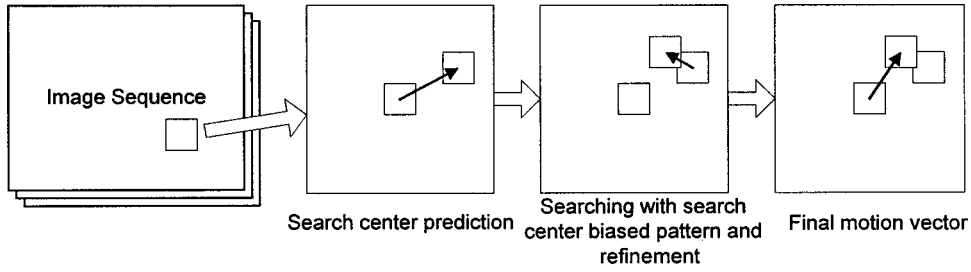 Image Sequence
Search center prediction
Searching with search
center biased pattern and
refinement
Final motion vector